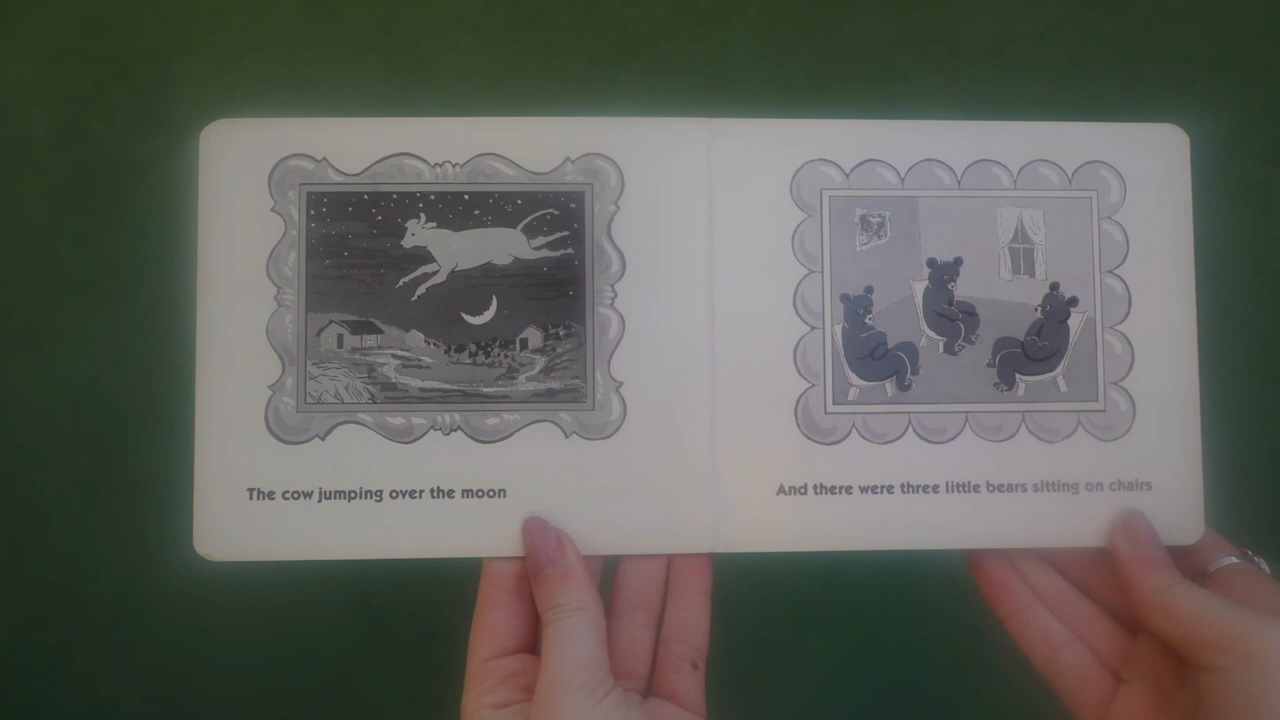 The cow jumping over the moon
And there were three little bears sitting on chairs